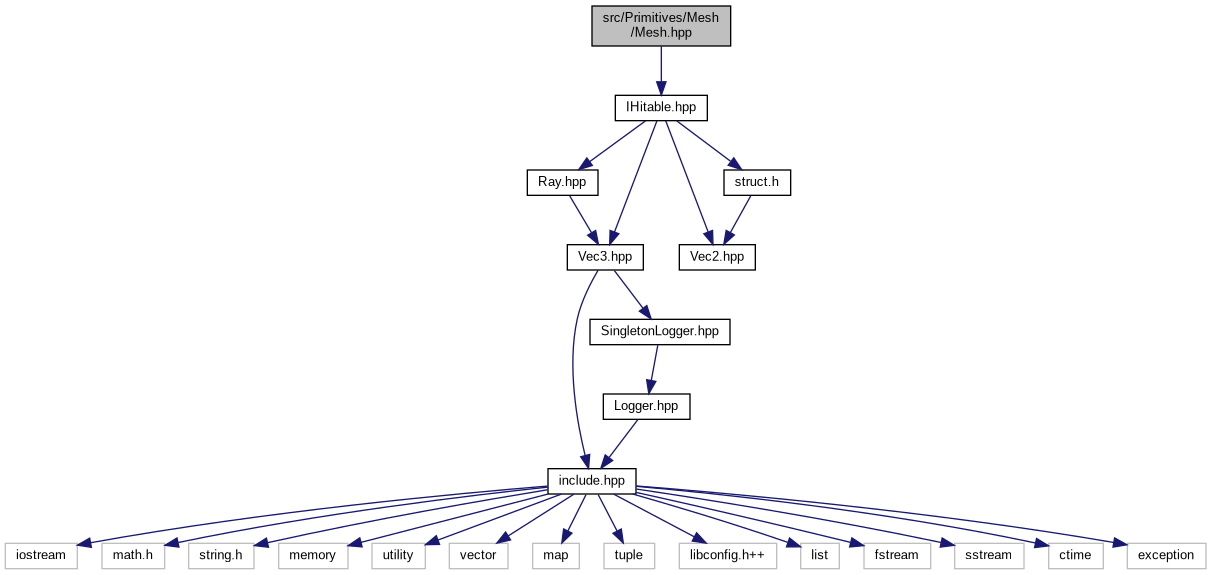 src/Primitives/Mesh
/Mesh.hpp
IHitable.hpp
Ray.hpp
struct.h
Vec3.hpp
Vec2.hpp
SingletonLogger.hpp
Logger.hpp
include.hpp
iostream
math.h
string.h
memory
utility
vector
map
tuple
libconfig.h++
list
fstream
sstream
ctime
exception